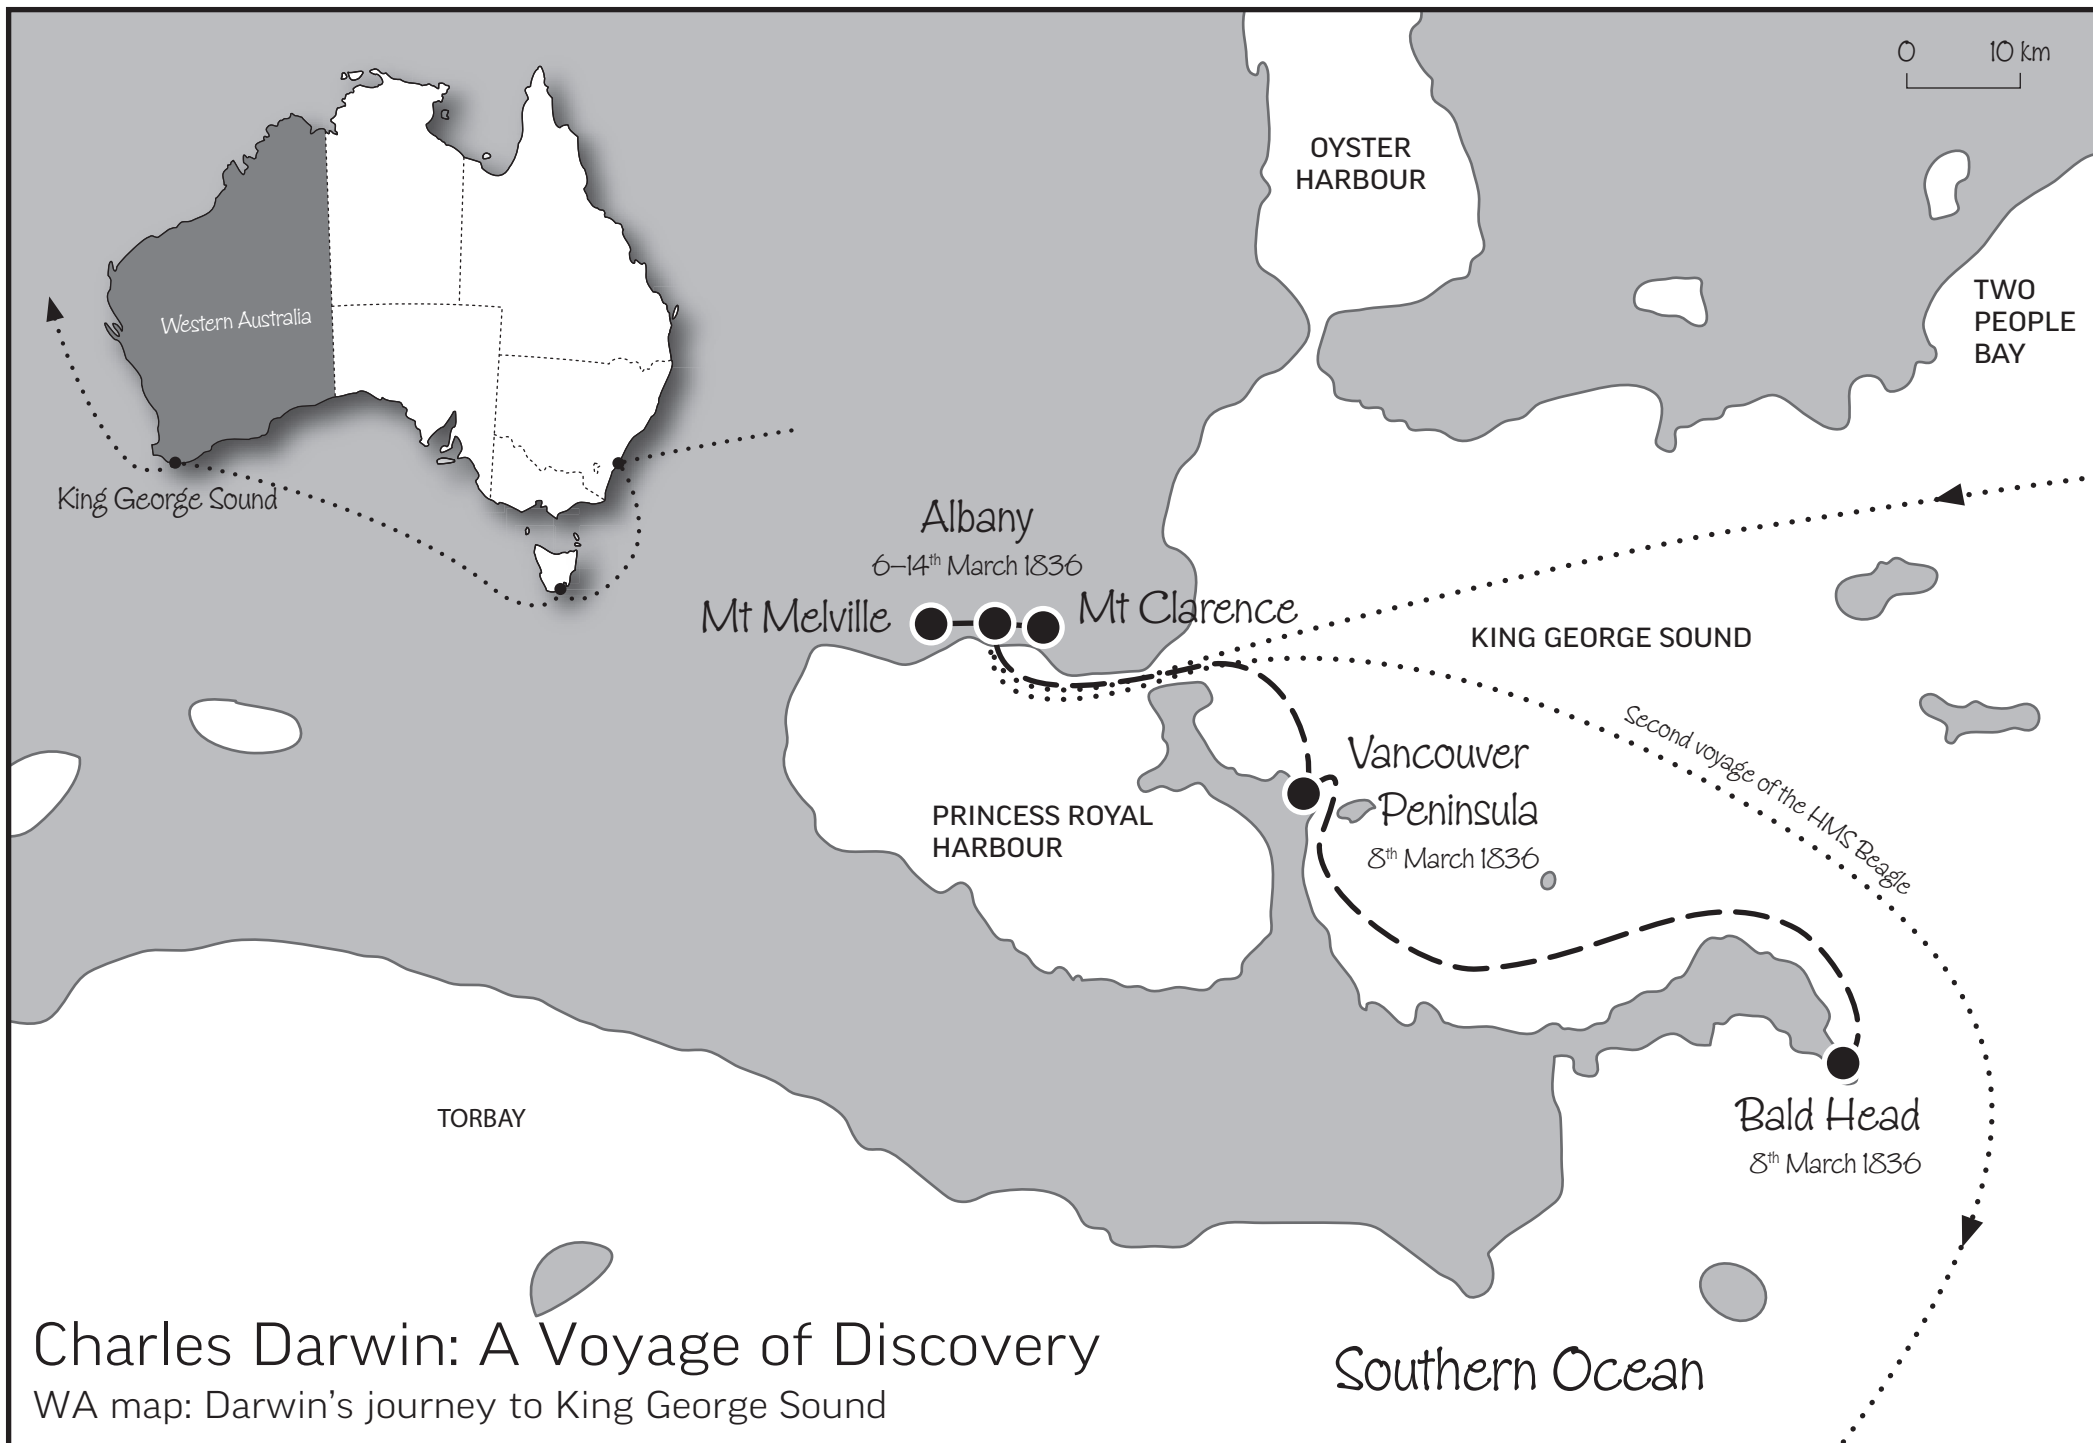 0 10 km
OYSTER
HARBOUR
TWO
PEOPLE
BAY
Western Australia
King George Sound
Albany
6–14th March 1836
Mt Melville
Mt Clarence
KING GEORGE SOUND
Second voyage of the HMS Beagle
Vancouver
Peninsula
8th March 1836
PRINCESS ROYAL
HARBOUR
TORBAY
Bald Head
8th March 1836
Southern Ocean
Charles Darwin: A Voyage of Discovery
WA map: Darwin's journey to King George Sound